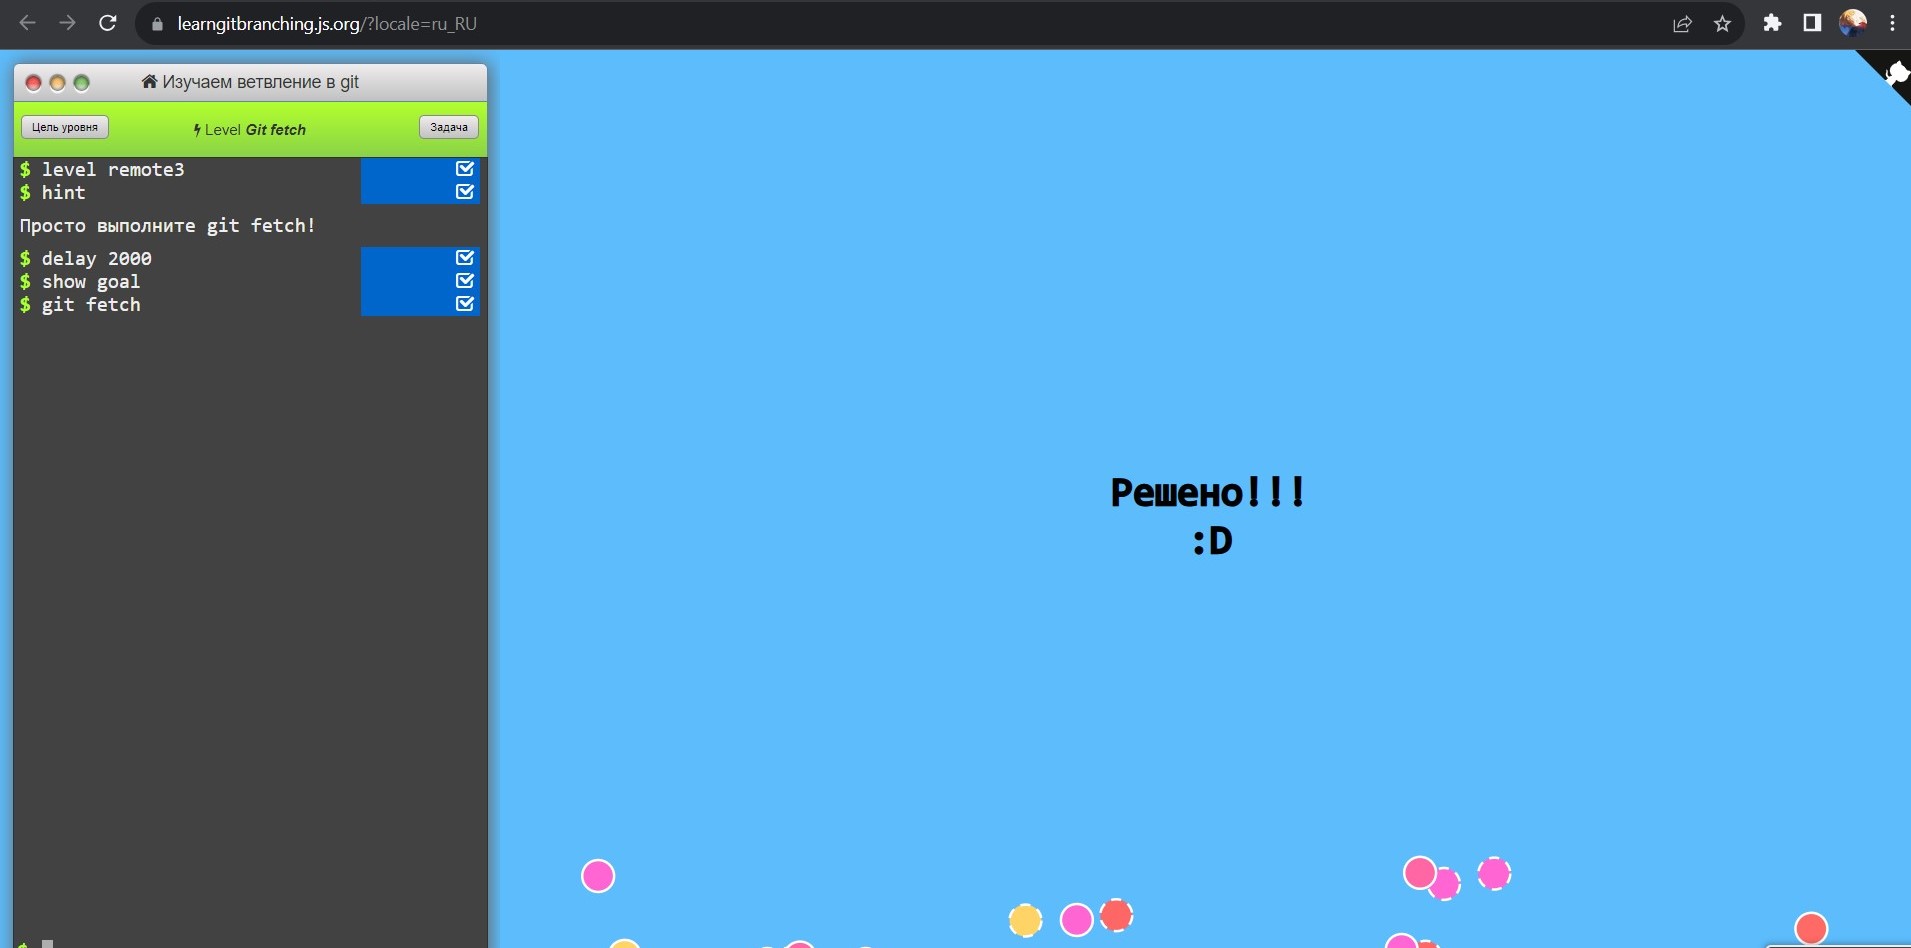 learngitbranching.js.org/?locale=ru_RU
Изучаем ветвление в git
Цель уровня
Level Git fetch
Задача
$ level remote3
$ hint
Просто выполните git fetch!
$ delay 2000
$ show goal
$ git fetch
$
Решено!!!
:D